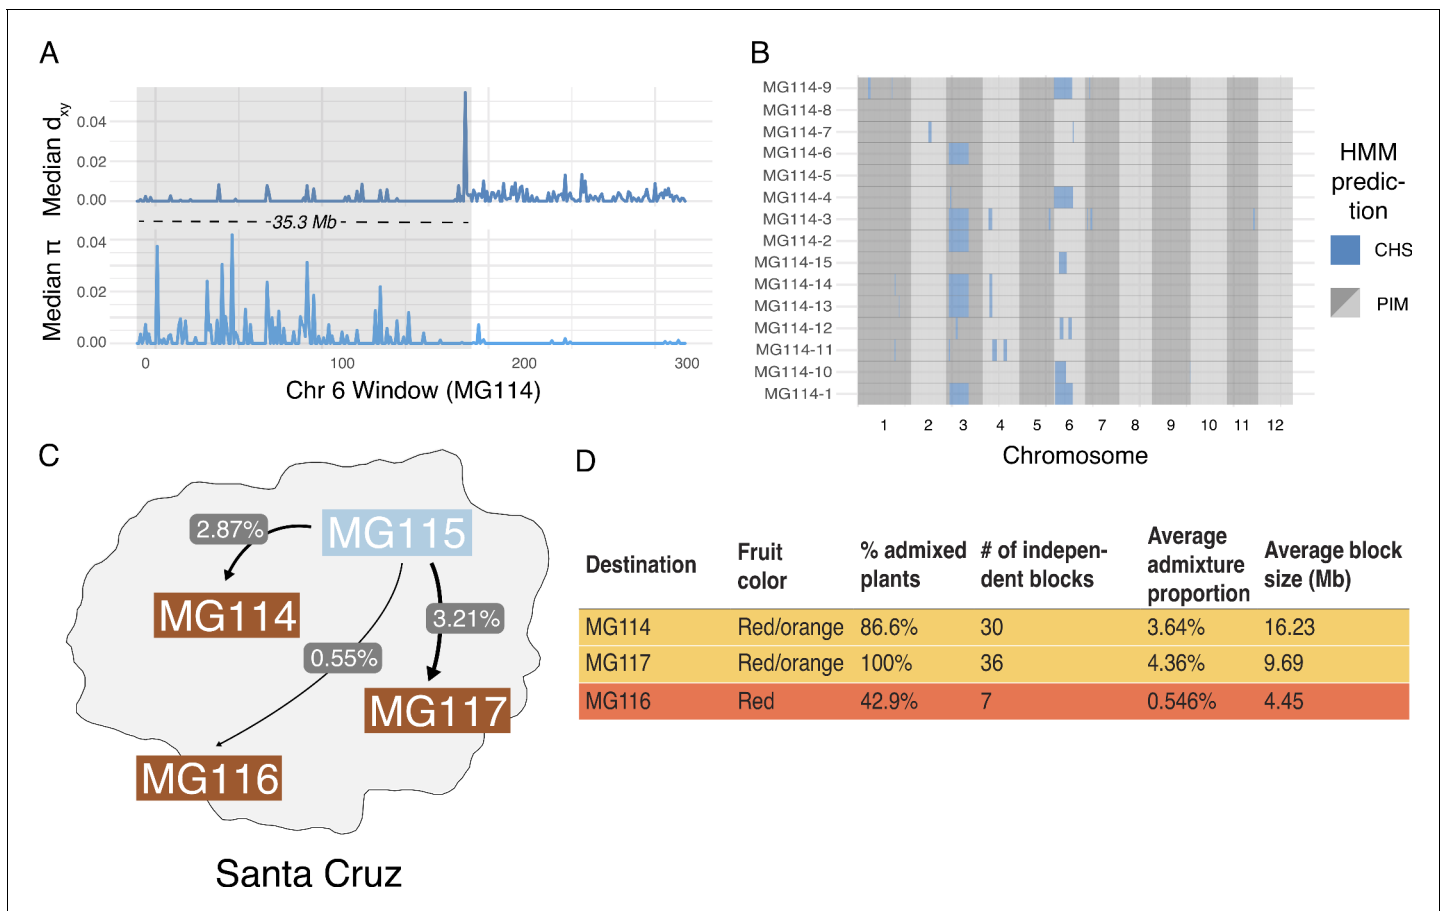 A
Median dxy
0.04
0.02
0.00
35.3 Mb
Median π
0.04
0.02
0.00
0
100
200
300
Chr 6 Window (MG114)
B
MG114-9
MG114-8
MG114-7
MG114-6
MG114-5
MG114-4
MG114-3
MG114-2
MG114-15
MG114-14
MG114-13
MG114-12
MG114-11
MG114-10
MG114-1
1 2 3 4 5 6 7 8 9 10 11 12
Chromosome
HMM
predic-
tion
CHS
PIM
C
MG115
2.87%
MG114
3.21%
0.55%
MG117
MG116
Santa Cruz
D
Destination
Fruit
color
% admixed
plants
# of indepen-
dent blocks
Average
admixture
proportion
Average block
size (Mb)
MG114 Red/orange 86.6% 30 3.64% 16.23
MG117 Red/orange 100% 36 4.36% 9.69
MG116 Red 42.9% 7 0.546% 4.45